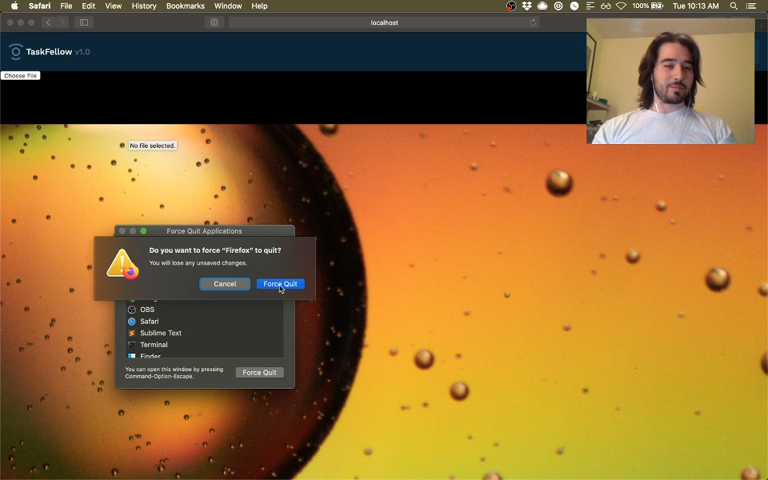 Safari File Edit View History Bookmarks Window Help 100% Tue 10:13 AM
localhost
TaskFellow v1.0
Choose File
No file selected.
Force Quit Applications
Do you want to force “Firefox” to quit?
You will lose any unsaved changes.
Cancel Force Quit
OBS
Safari
Sublime Text
Terminal
Finder
You can open this window by pressing
Command-Option-Escape.
Force Quit